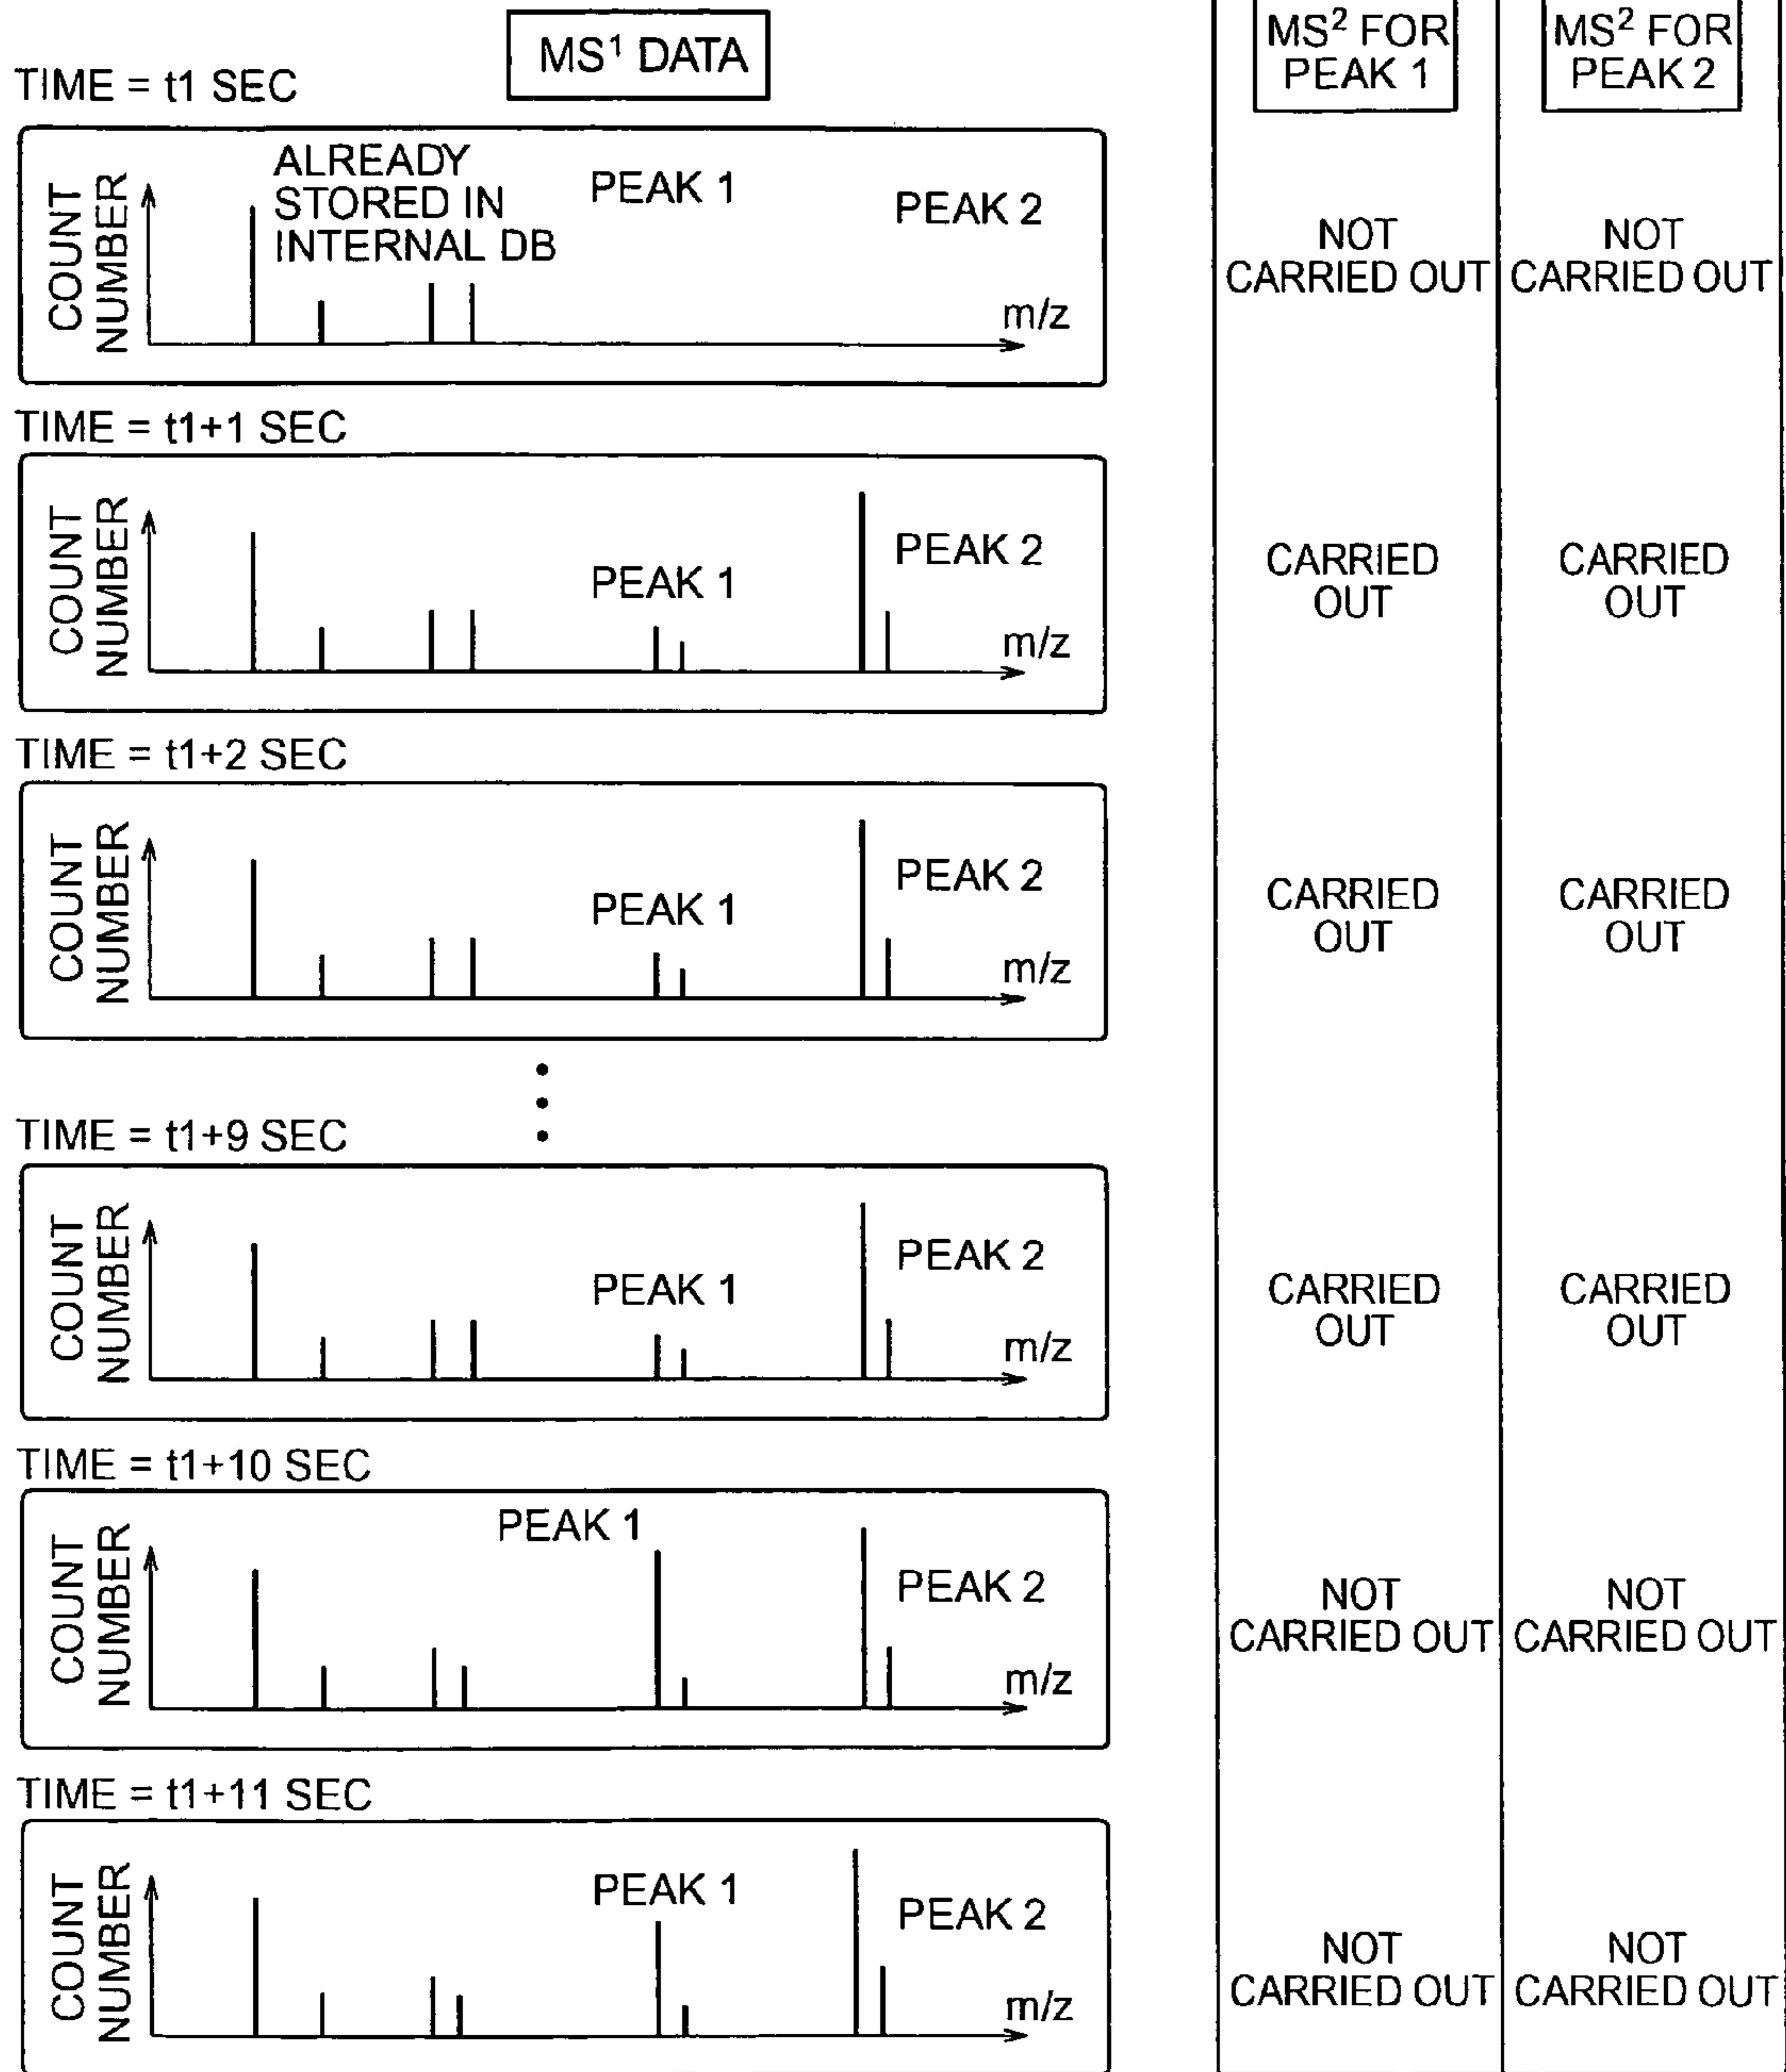 MS¹ DATA
MS² FOR
PEAK 1
MS² FOR
PEAK 2
TIME = t1 SEC
COUNT
NUMBER
ALREADY
STORED IN
INTERNAL DB
PEAK 1
PEAK 2
m/z
NOT
CARRIED OUT
NOT
CARRIED OUT
TIME = t1+1 SEC
COUNT
NUMBER
PEAK 1
PEAK 2
m/z
CARRIED
OUT
CARRIED
OUT
TIME = t1+2 SEC
COUNT
NUMBER
PEAK 1
PEAK 2
m/z
CARRIED
OUT
CARRIED
OUT
TIME = t1+9 SEC
COUNT
NUMBER
PEAK 1
PEAK 2
m/z
CARRIED
OUT
CARRIED
OUT
TIME = t1+10 SEC
COUNT
NUMBER
PEAK 1
PEAK 2
m/z
NOT
CARRIED OUT
NOT
CARRIED OUT
TIME = t1+11 SEC
COUNT
NUMBER
PEAK 1
PEAK 2
m/z
NOT
CARRIED OUT
NOT
CARRIED OUT